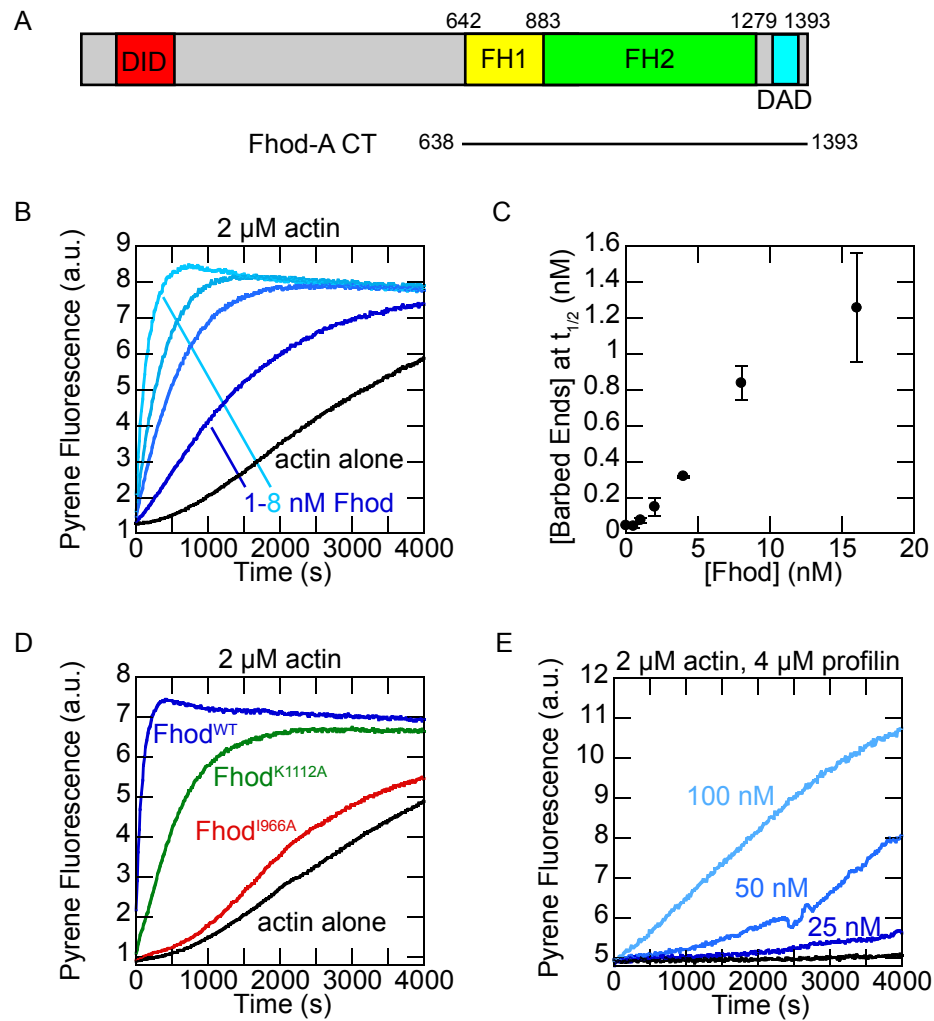 A
642 883 1279 1393
DID FH1 FH2
DAD
Fhod-A CT 638 1393
B
2 µM actin
Pyrene Fluorescence (a.u.)
9
8
7
6
5
4
3
2
1
actin alone
1-8 nM Fhod
0 1000 2000 3000 4000
Time (s)
C
[Barbed Ends] at t1/2 (nM)
1.6
1.4
1.2
1
0.8
0.6
0.4
0.2
0
0 5 10 15 20
[Fhod] (nM)
D
2 µM actin
Pyrene Fluorescence (a.u.)
8
7
6
5
4
3
2
1
FhodWT
FhodK1112A
FhodI966A
actin alone
0 1000 2000 3000 4000
Time (s)
E
2 µM actin, 4 µM profilin
Pyrene Fluorescence (a.u.)
12
11
10
9
8
7
6
5
100 nM
50 nM
25 nM
0 1000 2000 3000 4000
Time (s)